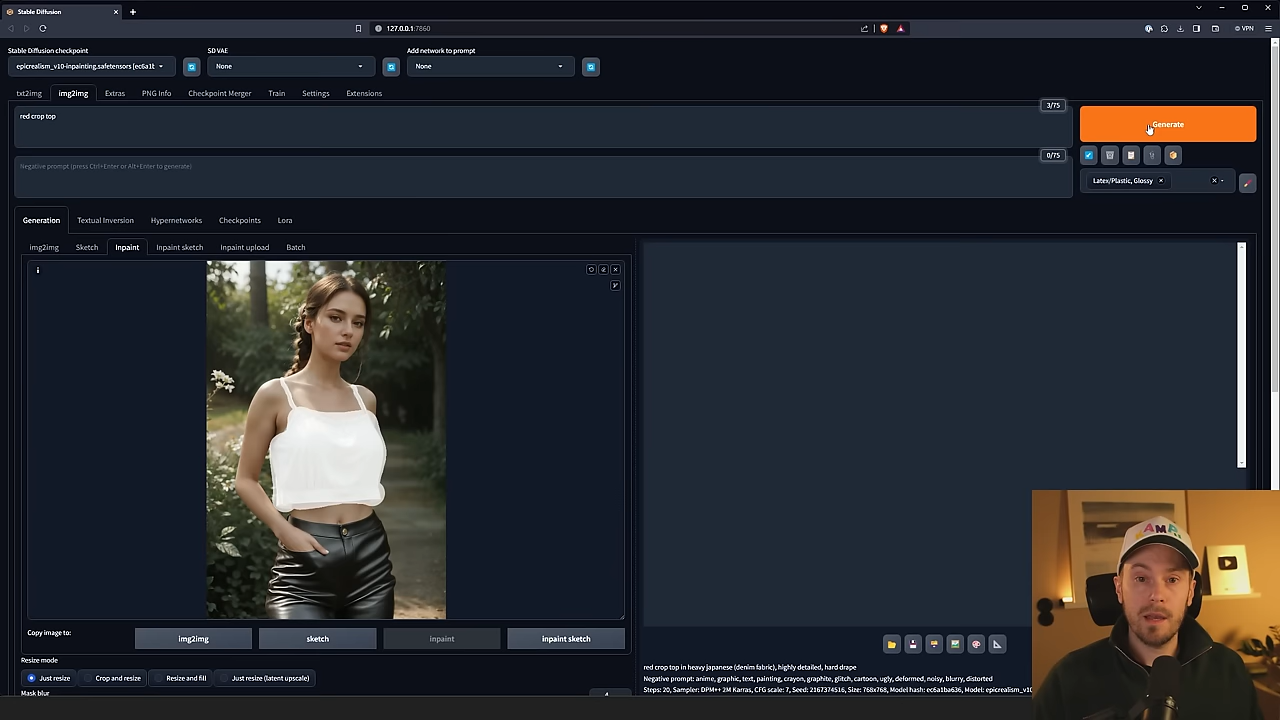 Stable Diffusion
127.0.0.1:7860
VPN
Stable Diffusion checkpoint
SD VAE
Add network to prompt
epicrealism_v10-inpainting.safetensors [ec6a1b
None
None
txt2img
img2img
Extras
PNG Info
Checkpoint Merger
Train
Settings
Extensions
3/75
red crop top
Generate
0/75
Negative prompt (press Ctrl+Enter or Alt+Enter to generate)
Latex/Plastic, Glossy
Generation
Textual Inversion
Hypernetworks
Checkpoints
Lora
img2img
Sketch
Inpaint
Inpaint sketch
Inpaint upload
Batch
Copy image to:
img2img
sketch
inpaint
inpaint sketch
Resize mode
Just resize
Crop and resize
Resize and fill
Just resize (latent upscale)
Mask blur
4
red crop top in heavy japanese (denim fabric), highly detailed, hard drape
Negative prompt: anime, graphic, text, painting, crayon, graphite, glitch, cartoon, ugly, deformed, noisy, blurry, distorted
Steps: 20, Sampler: DPM++ 2M Karras, CFG scale: 7, Seed: 2167374516, Size: 768x768, Model hash: ec6a1ba636, Model: epicrealism_v10
AMP